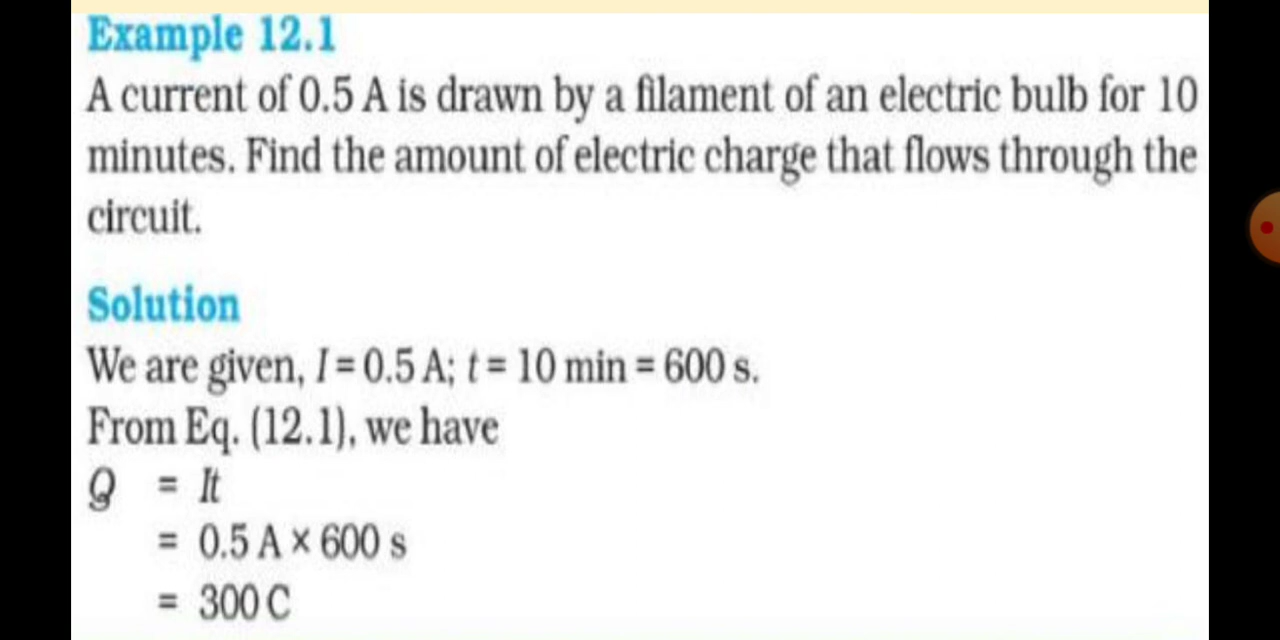 Example 12.1
A current of 0.5 A is drawn by a filament of an electric bulb for 10
minutes. Find the amount of electric charge that flows through the
circuit.
Solution
We are given, I = 0.5 A; t = 10 min = 600 s.
From Eq. (12.1), we have
Q = It
= 0.5 A × 600 s
= 300 C